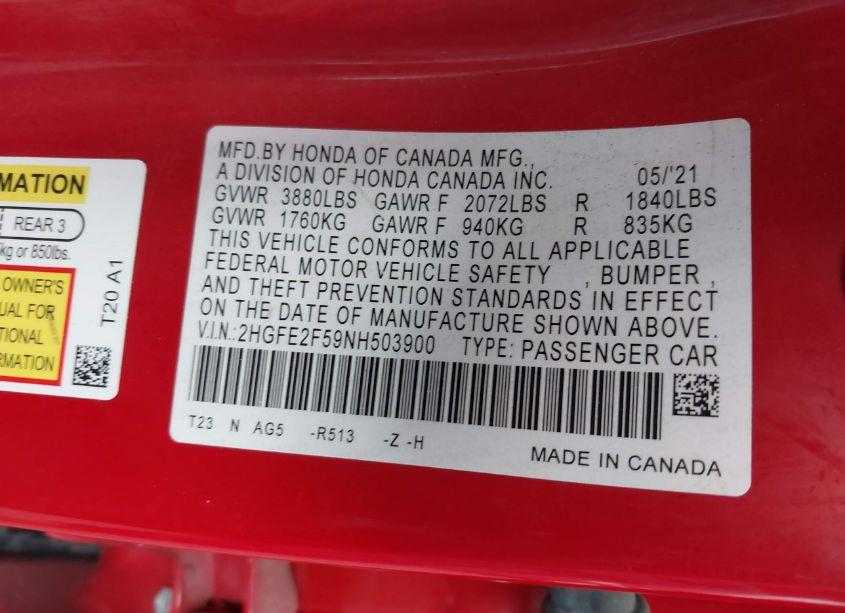 MATION
REAR 3
kg or 850lbs.
OWNER'S
UAL FOR
TIONAL
RMATION
T20 A1
MFD.BY HONDA OF CANADA MFG.,
A DIVISION OF HONDA CANADA INC. 05/'21
GVWR 3880LBS GAWR F 2072LBS R 1840LBS
GVWR 1760KG GAWR F 940KG R 835KG
THIS VEHICLE CONFORMS TO ALL APPLICABLE
FEDERAL MOTOR VEHICLE SAFETY , BUMPER ,
AND THEFT PREVENTION STANDARDS IN EFFECT
ON THE DATE OF MANUFACTURE SHOWN ABOVE.
V.I.N.:2HGFE2F59NH503900 TYPE: PASSENGER CAR
T23 N AG5 -R513 -Z -H
MADE IN CANADA